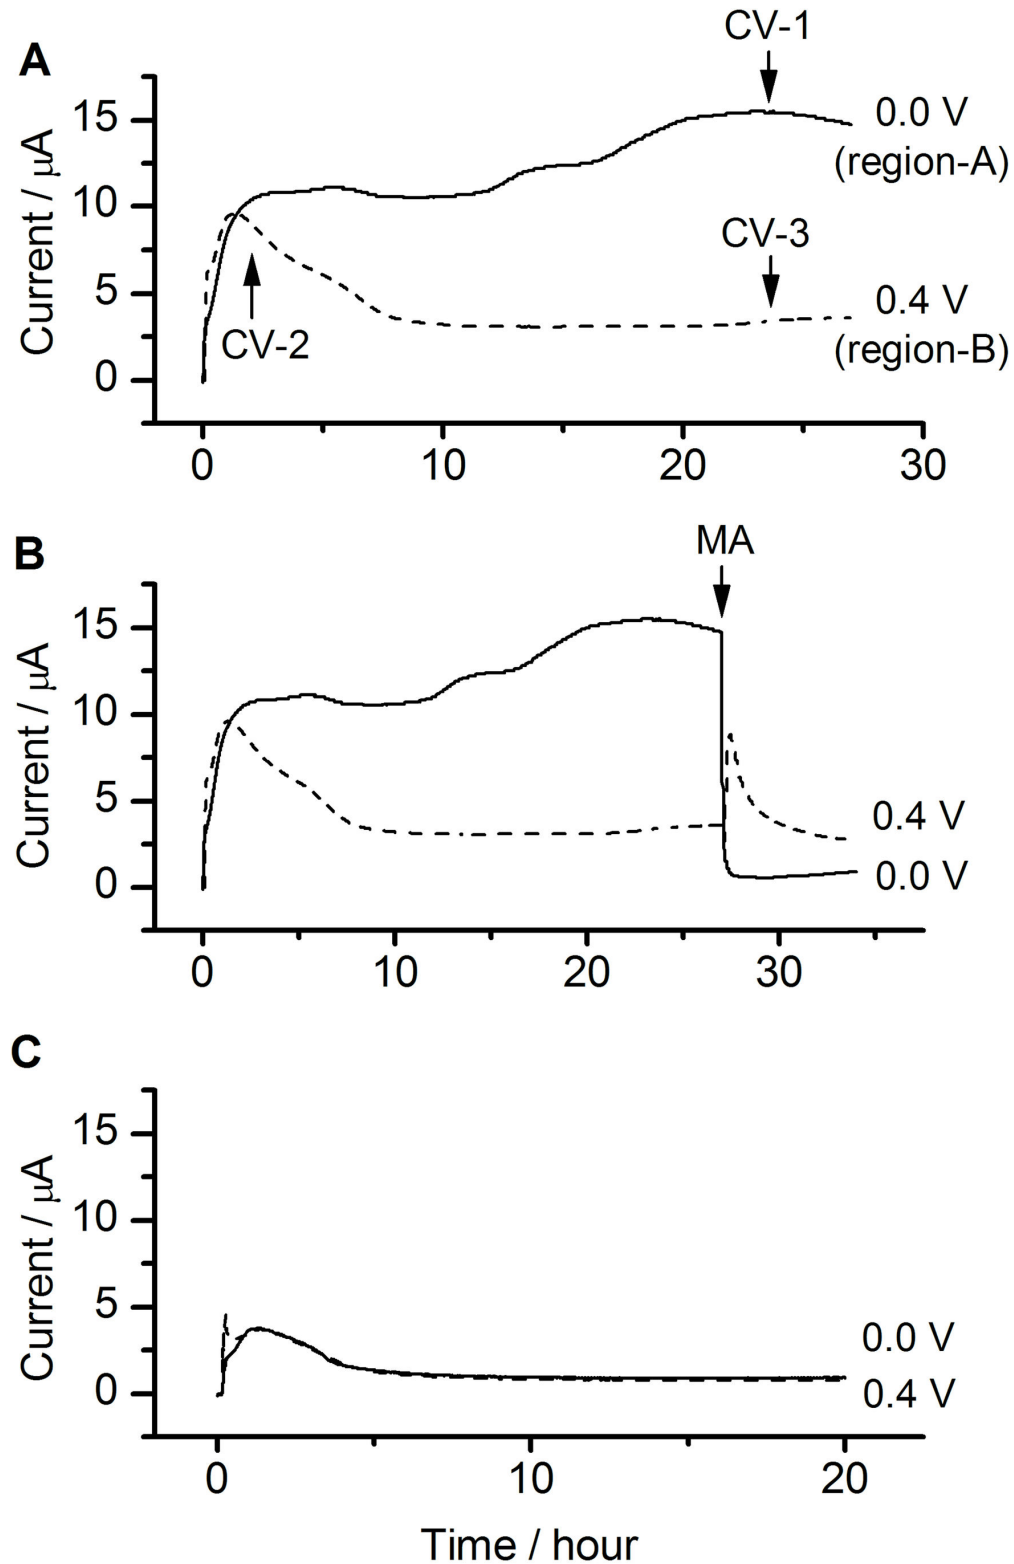 A
CV-1
15
10
5
0
Current / μA
0.0 V
(region-A)
CV-3
0.4 V
(region-B)
CV-2
0
10
20
30
B
MA
15
10
5
0
Current / μA
0.4 V
0.0 V
0
10
20
30
C
15
10
5
0
Current / μA
0.0 V
0.4 V
0
10
20
Time / hour